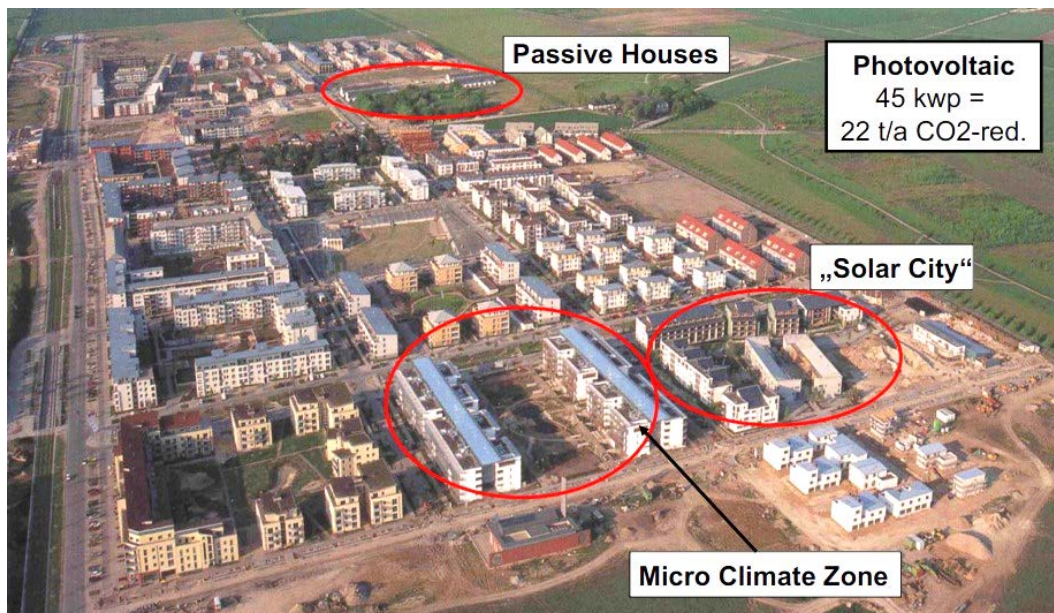 Passive Houses
Photovoltaic
45 kwp =
22 t/a CO2-red.
„Solar City“
Micro Climate Zone